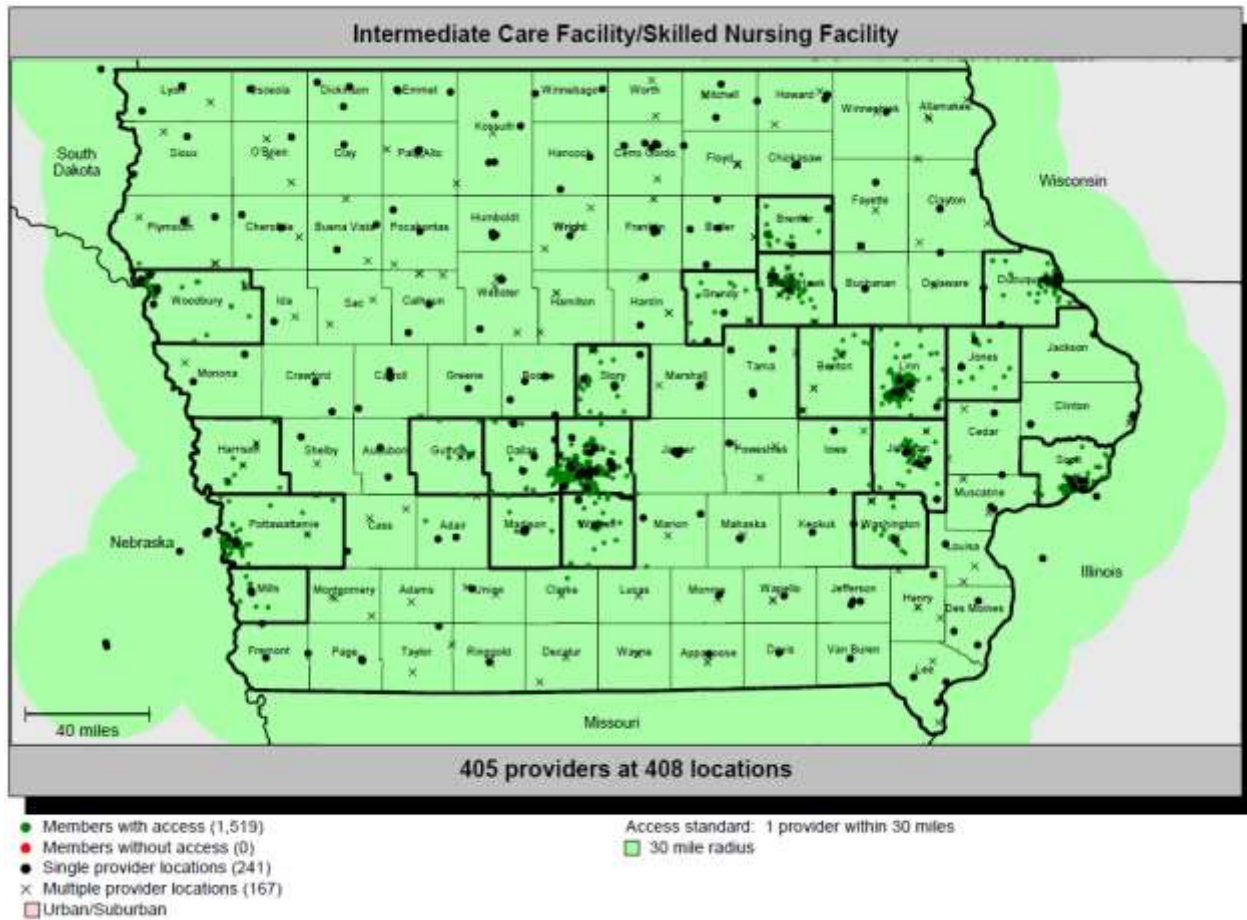 Intermediate Care Facility/Skilled Nursing Facility
Lyon
Osceola
Dickinson
Emmet
Winnebago
Worth
Mitchell
Howard
Winneshiek
Allamakee
Kossuth
South
Dakota
Sioux
O'Brien
Clay
Palo Alto
Hancock
Cerro Gordo
Floyd
Chickasaw
Wisconsin
Fayette
Clayton
Plymouth
Cherokee
Buena Vista
Pocahontas
Humboldt
Wright
Franklin
Butler
Bremer
Woodbury
Ida
Sac
Calhoun
Webster
Hamilton
Hardin
Grundy
Buchanan
Delaware
Dubuque
Jackson
Monona
Crawford
Carroll
Greene
Boone
Story
Marshall
Tama
Benton
Linn
Jones
Clinton
Harrison
Shelby
Audubon
Guthrie
Dallas
Jasper
Poweshiek
Iowa
Johnson
Cedar
Scott
Muscatine
Nebraska
Pottawattamie
Cass
Adair
Madison
Warren
Marion
Mahaska
Keokuk
Washington
Louisa
Illinois
Mills
Montgomery
Adams
Union
Clarke
Lucas
Monroe
Wapello
Jefferson
Henry
Des Moines
Fremont
Page
Taylor
Ringgold
Decatur
Wayne
Appanoose
Davis
Van Buren
Lee
40 miles
Missouri
405 providers at 408 locations
Members with access (1,519)
Members without access (0)
Single provider locations (241)
Multiple provider locations (167)
Urban/Suburban
Access standard: 1 provider within 30 miles
30 mile radius